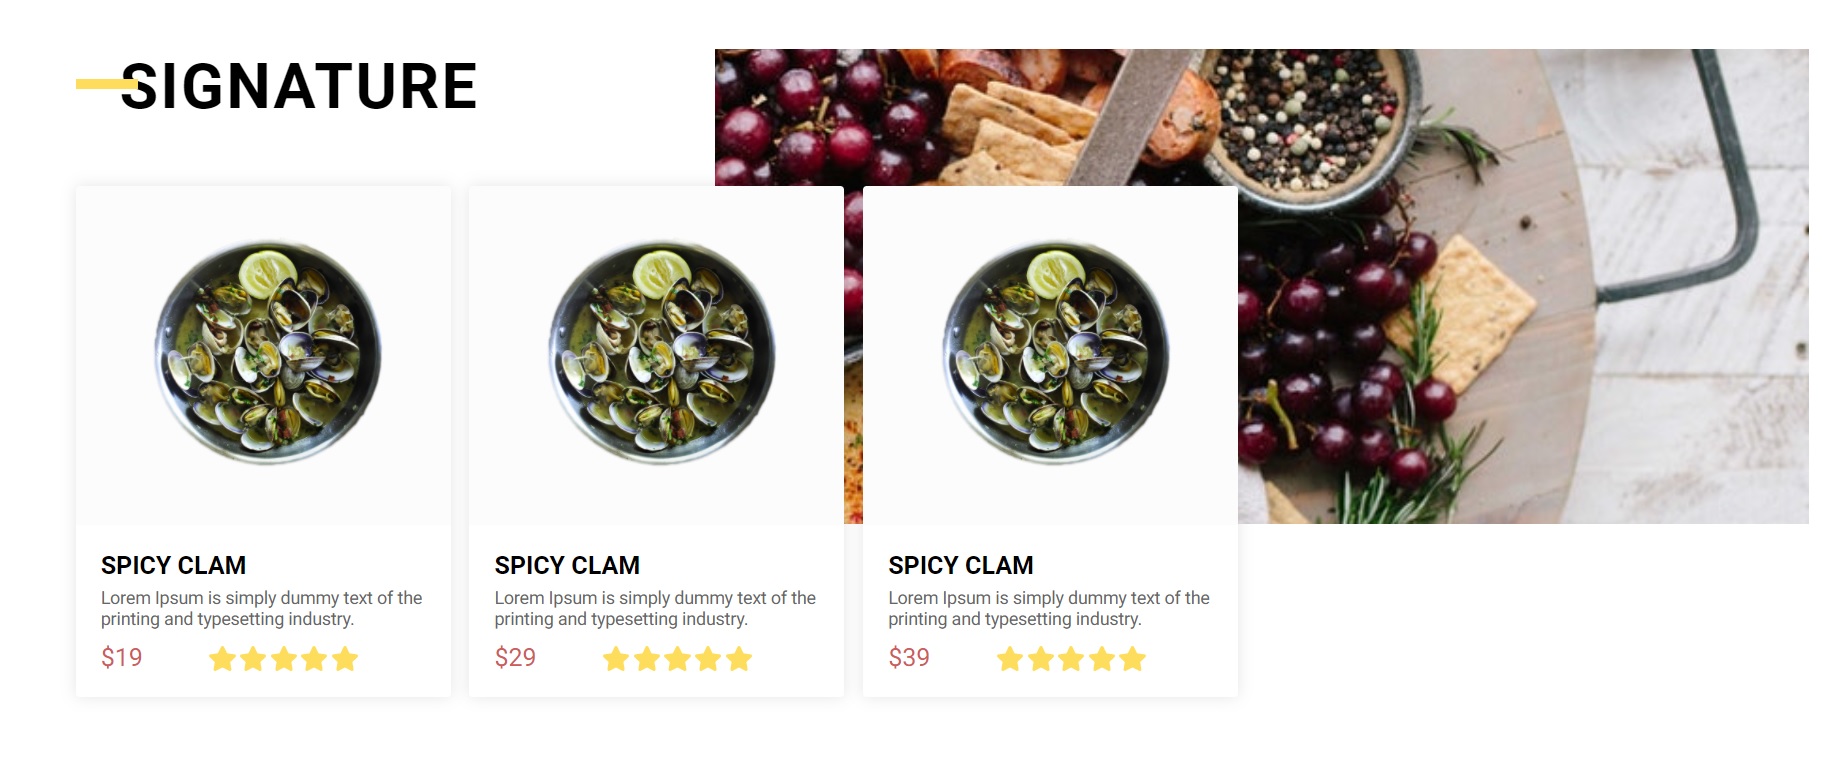 SIGNATURE
SPICY CLAM
Lorem Ipsum is simply dummy text of the
printing and typesetting industry.
$19
SPICY CLAM
Lorem Ipsum is simply dummy text of the
printing and typesetting industry.
$29
SPICY CLAM
Lorem Ipsum is simply dummy text of the
printing and typesetting industry.
$39